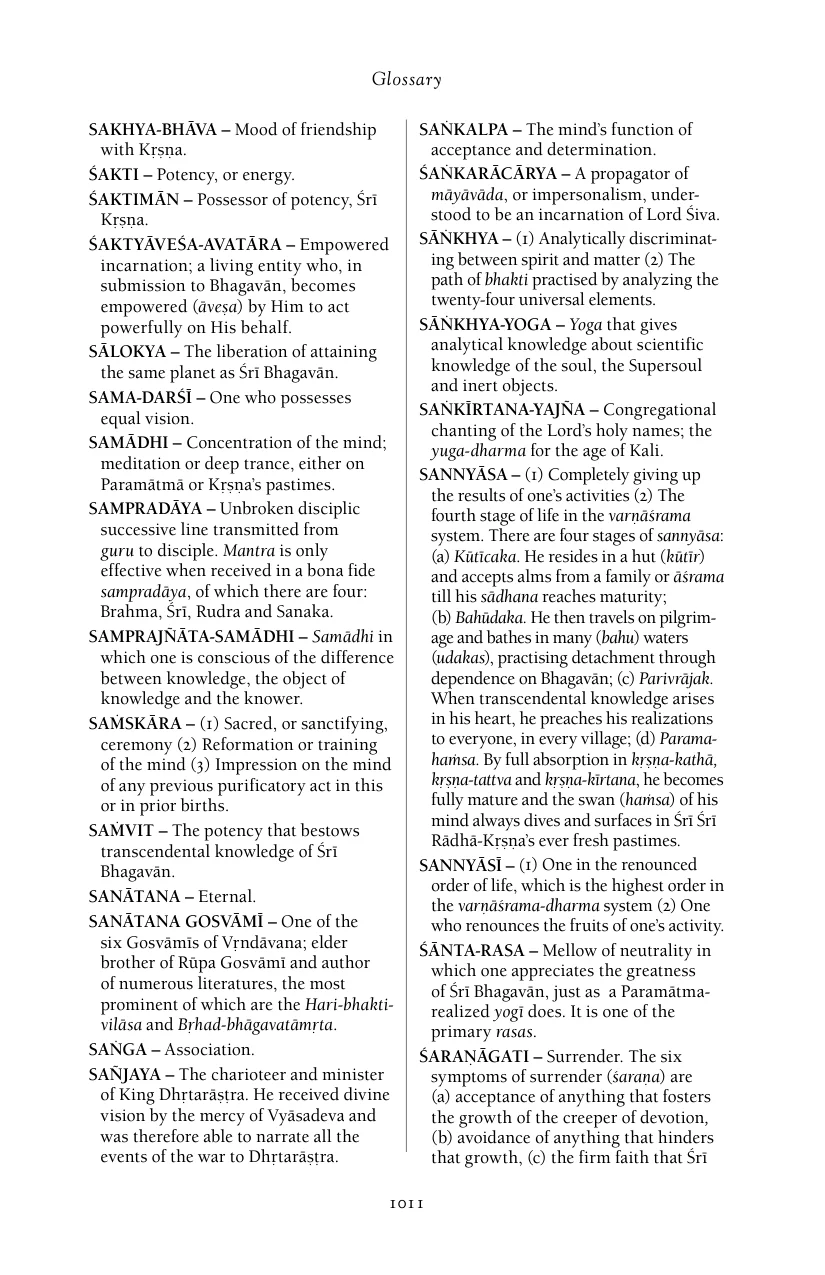 Glossary
SAKHYA-BHĀVA – Mood of friendship
with Kṛṣṇa.
ŚAKTI – Potency, or energy.
ŚAKTIMĀN – Possessor of potency, Śrī
Kṛṣṇa.
ŚAKTYĀVEŚA-AVATĀRA – Empowered
incarnation; a living entity who, in
submission to Bhagavān, becomes
empowered (āveṣa) by Him to act
powerfully on His behalf.
SĀLOKYA – The liberation of attaining
the same planet as Śrī Bhagavān.
SAMA-DARŚĪ – One who possesses
equal vision.
SAMĀDHI – Concentration of the mind;
meditation or deep trance, either on
Paramātmā or Kṛṣṇa's pastimes.
SAMPRADĀYA – Unbroken disciplic
successive line transmitted from
guru to disciple. Mantra is only
effective when received in a bona fide
sampradāya, of which there are four:
Brahma, Śrī, Rudra and Sanaka.
SAMPRAJÑĀTA-SAMĀDHI – Samādhi in
which one is conscious of the difference
between knowledge, the object of
knowledge and the knower.
SAṀSKĀRA – (1) Sacred, or sanctifying,
ceremony (2) Reformation or training
of the mind (3) Impression on the mind
of any previous purificatory act in this
or in prior births.
SAṀVIT – The potency that bestows
transcendental knowledge of Śrī
Bhagavān.
SANĀTANA – Eternal.
SANĀTANA GOSVĀMĪ – One of the
six Gosvāmīs of Vṛndāvana; elder
brother of Rūpa Gosvāmī and author
of numerous literatures, the most
prominent of which are the Hari-bhakti-
vilāsa and Bṛhad-bhāgavatāmṛta.
SAṄGA – Association.
SAÑJAYA – The charioteer and minister
of King Dhṛtarāṣṭra. He received divine
vision by the mercy of Vyāsadeva and
was therefore able to narrate all the
events of the war to Dhṛtarāṣṭra.
SAṄKALPA – The mind's function of
acceptance and determination.
ŚAṄKARĀCĀRYA – A propagator of
māyāvāda, or impersonalism, under-
stood to be an incarnation of Lord Śiva.
SĀṄKHYA – (1) Analytically discriminat-
ing between spirit and matter (2) The
path of bhakti practised by analyzing the
twenty-four universal elements.
SĀṄKHYA-YOGA – Yoga that gives
analytical knowledge about scientific
knowledge of the soul, the Supersoul
and inert objects.
SAṄKĪRTANA-YAJÑA – Congregational
chanting of the Lord's holy names; the
yuga-dharma for the age of Kali.
SANNYĀSA – (1) Completely giving up
the results of one's activities (2) The
fourth stage of life in the varṇāśrama
system. There are four stages of sannyāsa:
(a) Kūṭīcaka. He resides in a hut (kūṭīr)
and accepts alms from a family or āśrama
till his sādhana reaches maturity;
(b) Bahūdaka. He then travels on pilgrim-
age and bathes in many (bahu) waters
(udakas), practising detachment through
dependence on Bhagavān; (c) Parivrājak.
When transcendental knowledge arises
in his heart, he preaches his realizations
to everyone, in every village; (d) Parama-
haṁsa. By full absorption in kṛṣṇa-kathā,
kṛṣṇa-tattva and kṛṣṇa-kīrtana, he becomes
fully mature and the swan (haṁsa) of his
mind always dives and surfaces in Śrī Śrī
Rādhā-Kṛṣṇa's ever fresh pastimes.
SANNYĀSĪ – (1) One in the renounced
order of life, which is the highest order in
the varṇāśrama-dharma system (2) One
who renounces the fruits of one's activity.
ŚĀNTA-RASA – Mellow of neutrality in
which one appreciates the greatness
of Śrī Bhagavān, just as a Paramātma-
realized yogī does. It is one of the
primary rasas.
ŚARAṆĀGATI – Surrender. The six
symptoms of surrender (śaraṇa) are
(a) acceptance of anything that fosters
the growth of the creeper of devotion,
(b) avoidance of anything that hinders
that growth, (c) the firm faith that Śrī
1011